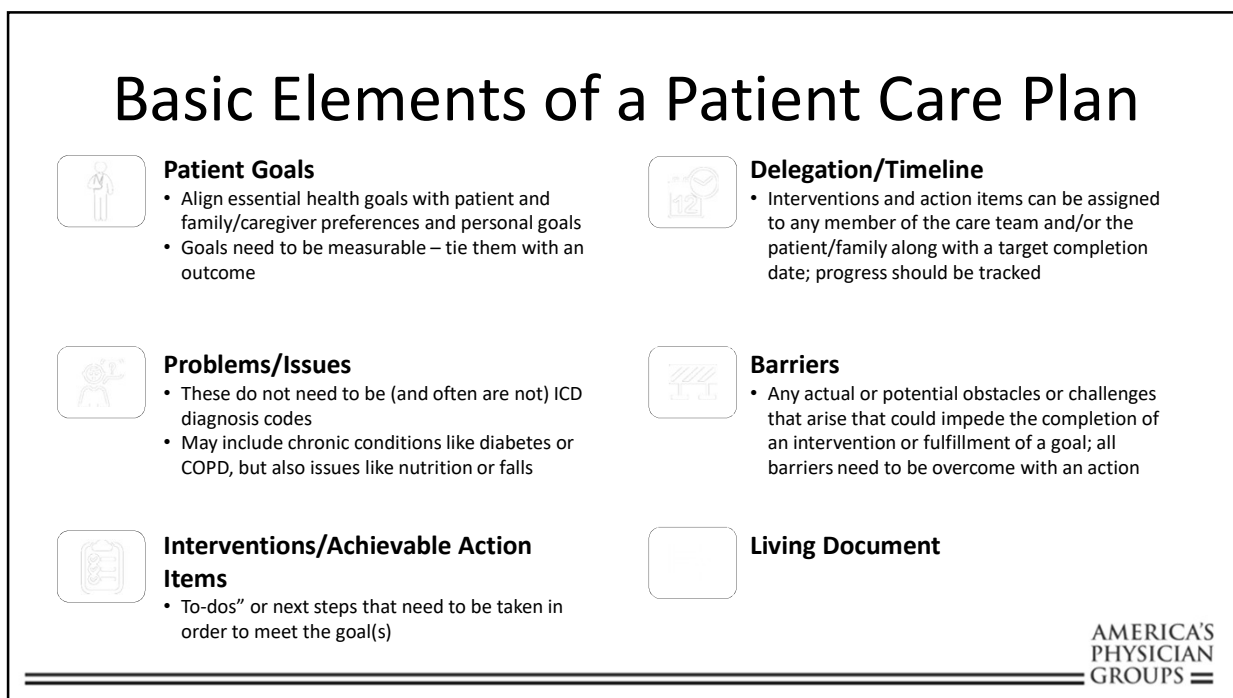 Basic Elements of a Patient Care Plan
Patient Goals
• Align essential health goals with patient and
family/caregiver preferences and personal goals
• Goals need to be measurable – tie them with an
outcome
Problems/Issues
• These do not need to be (and often are not) ICD
diagnosis codes
• May include chronic conditions like diabetes or
COPD, but also issues like nutrition or falls
Interventions/Achievable Action
Items
• To-dos” or next steps that need to be taken in
order to meet the goal(s)
12
Delegation/Timeline
• Interventions and action items can be assigned
to any member of the care team and/or the
patient/family along with a target completion
date; progress should be tracked
Barriers
• Any actual or potential obstacles or challenges
that arise that could impede the completion of
an intervention or fulfillment of a goal; all
barriers need to be overcome with an action
Living Document
AMERICA'S
PHYSICIAN
GROUPS